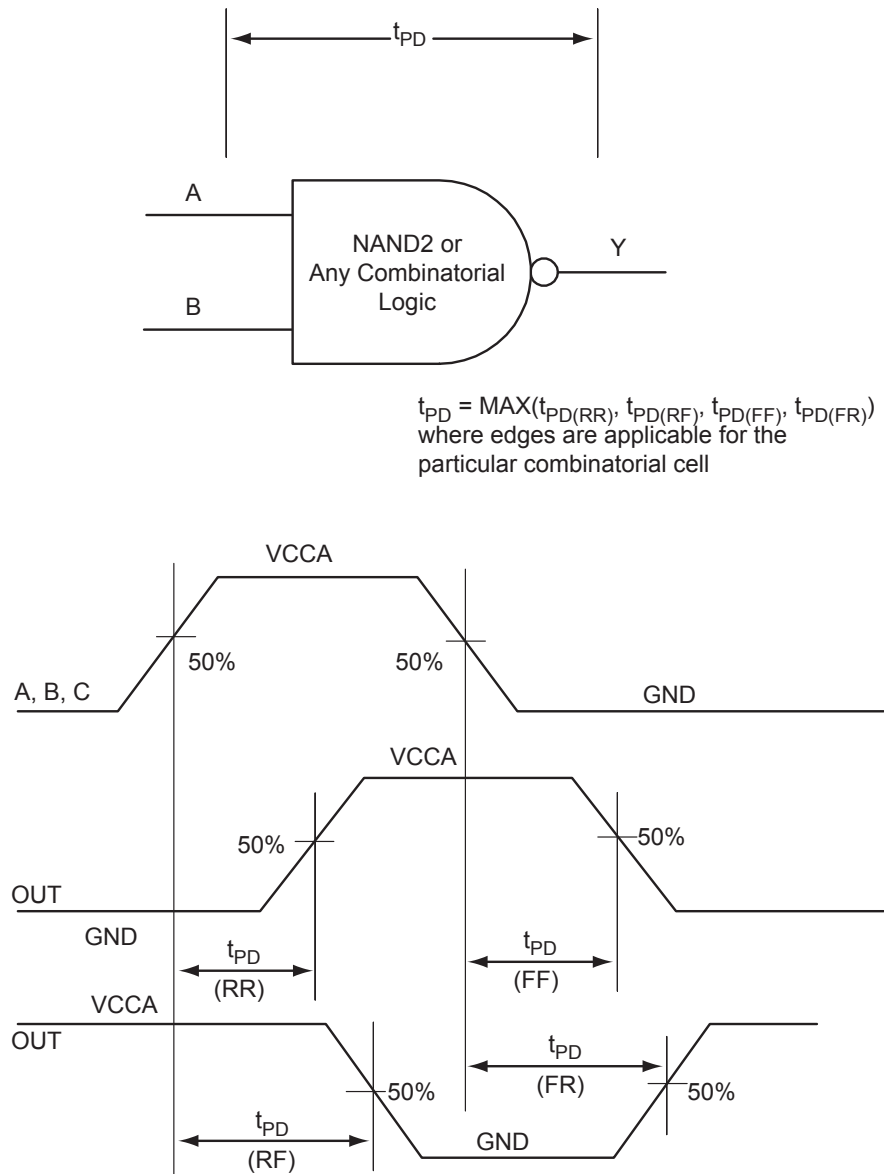 tPD
A
NAND2 or
Any Combinatorial
Logic
Y
B
tPD = MAX(tPD(RR), tPD(RF), tPD(FF), tPD(FR))
where edges are applicable for the
particular combinatorial cell
VCCA
50%
50%
A, B, C
GND
VCCA
50%
50%
OUT
GND
tPD
(RR)
tPD
(FF)
VCCA
OUT
tPD
(FR)
50%
50%
tPD
(RF)
GND